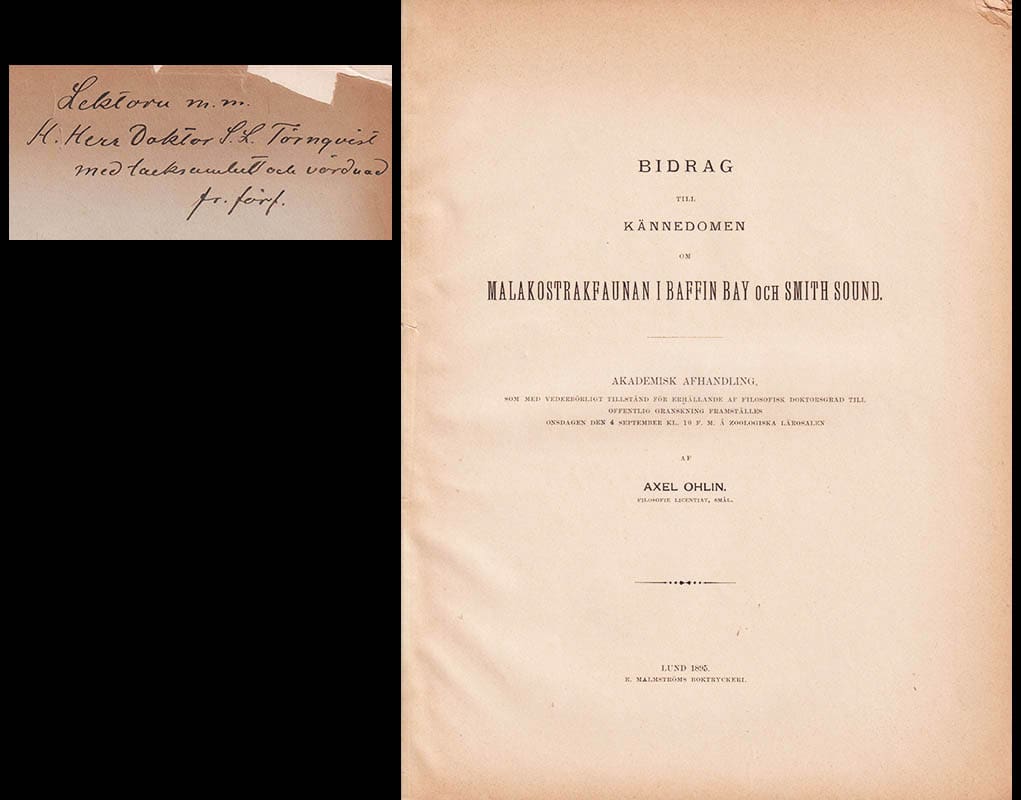 Lektorn m.m.
H. Herr Doktor S.L. Törnqvist
med tacksamhet och vördnad
fr. förf.
BIDRAG
TILL
KÄNNEDOMEN
OM
MALAKOSTRAKFAUNAN I BAFFIN BAY OCH SMITH SOUND.
AKADEMISK AFHANDLING,
SOM MED VEDERBÖRLIGT TILLSTÅND FÖR ERHÅLLANDE AF FILOSOFISK DOKTORSGRAD TILL
OFFENTLIG GRANSKNING FRAMSTÄLLES
ONSDAGEN DEN 4 SEPTEMBER KL. 10 F. M. Å ZOOLOGISKA LÄROSALEN
AF
AXEL OHLIN.
FILOSOFIE LICENTIAT, SMÅL.
LUND 1895.
E. MALMSTRÖMS BOKTRYCKERI.